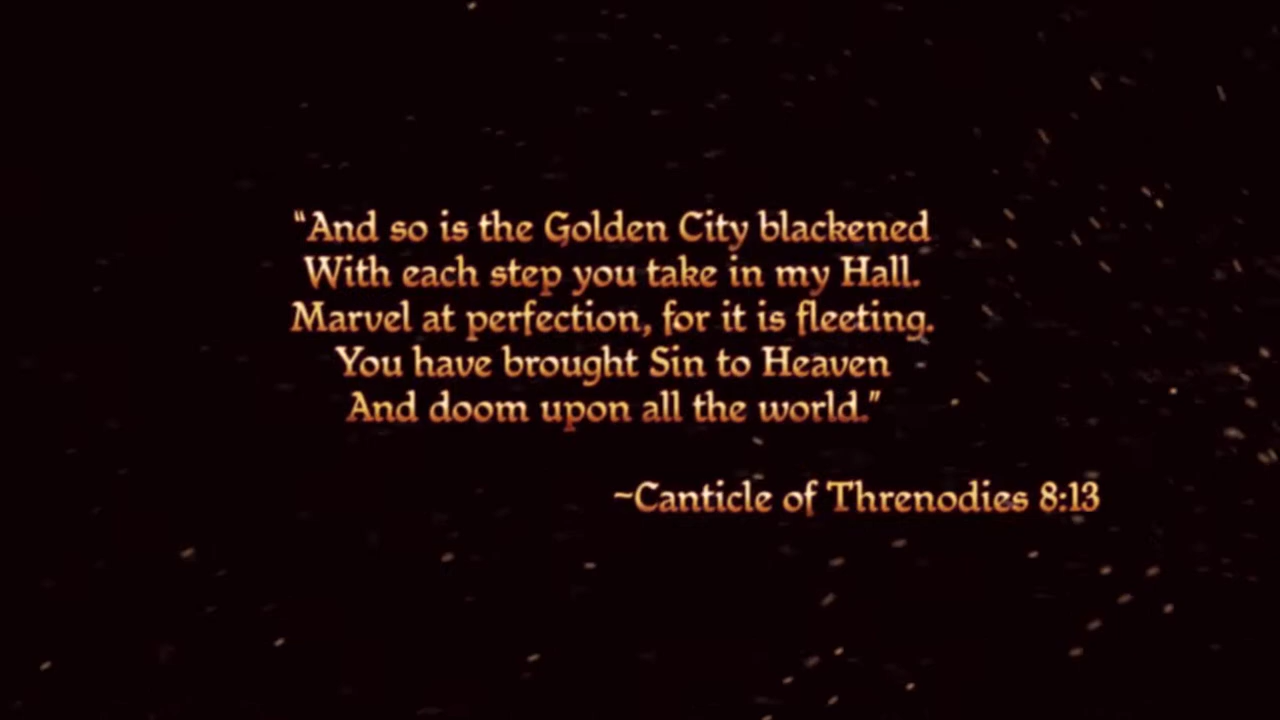 “And so is the Golden City blackened
With each step you take in my Hall.
Marvel at perfection, for it is fleeting.
You have brought Sin to Heaven
And doom upon all the world.”
~Canticle of Threnodies 8:13